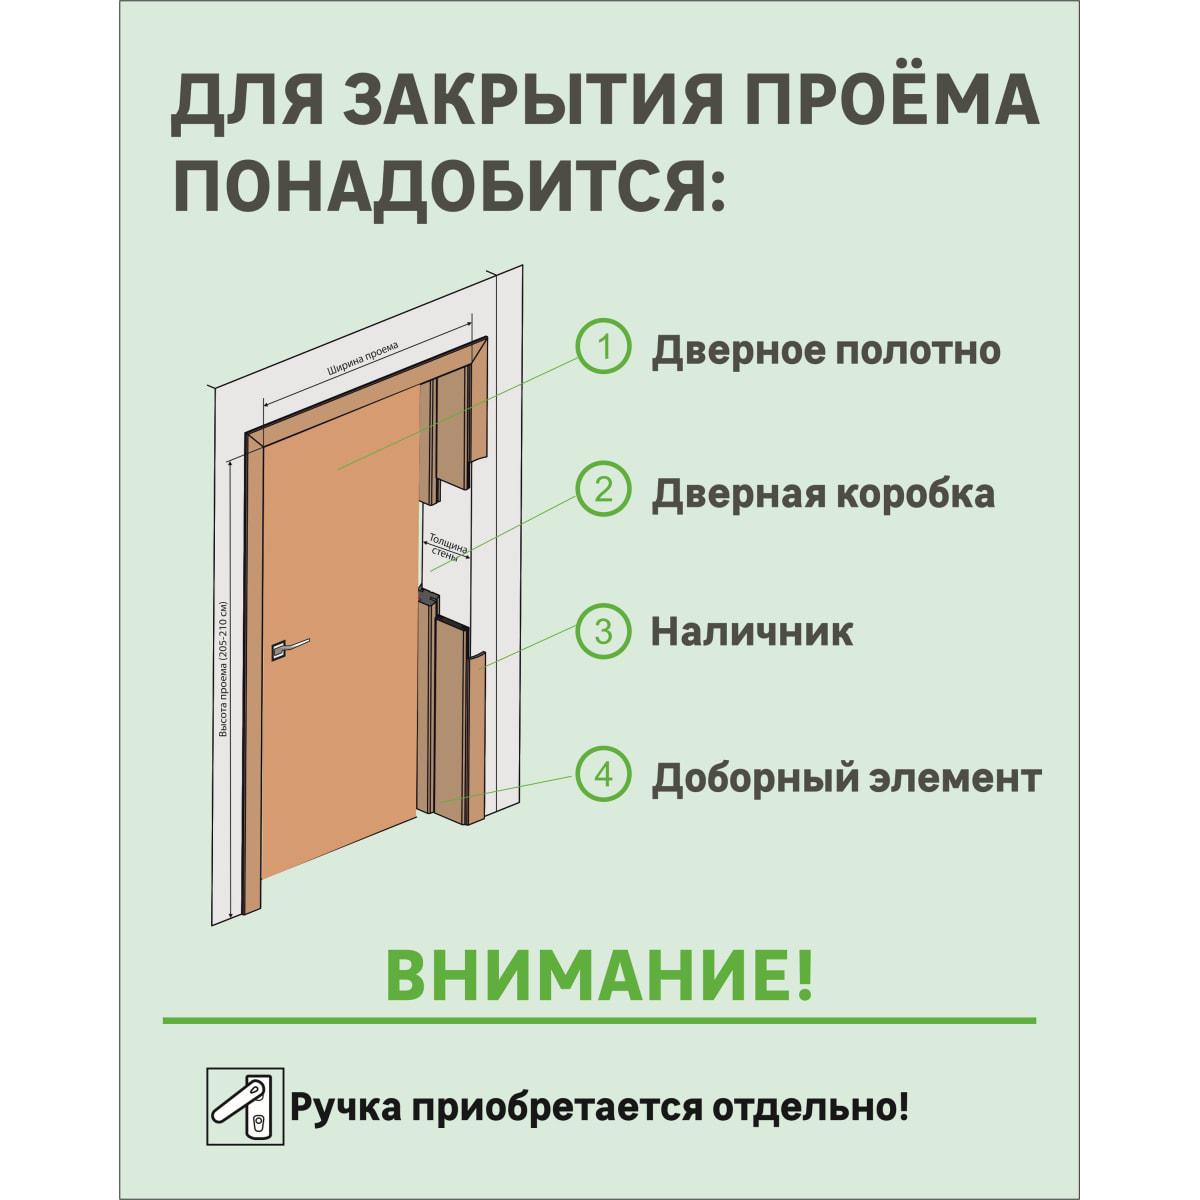 ДЛЯ ЗАКРЫТИЯ ПРОЁМА
ПОНАДОБИТСЯ:
Ширина проема
1 Дверное полотно
2 Дверная коробка
Толщина
стены
Высота проема (205-210 см)
3 Наличник
4 Доборный элемент
ВНИМАНИЕ!
Ручка приобретается отдельно!